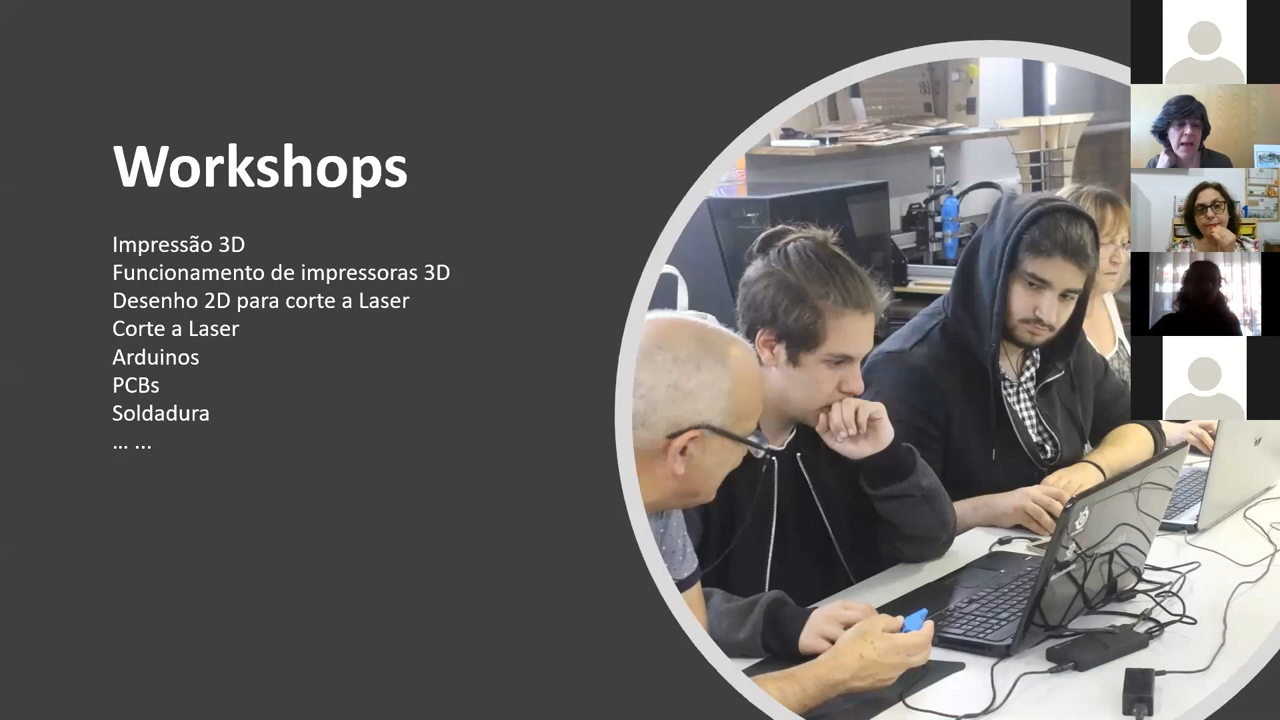 Workshops
Impressão 3D
Funcionamento de impressoras 3D
Desenho 2D para corte a Laser
Corte a Laser
Arduinos
PCBs
Soldadura
... ...